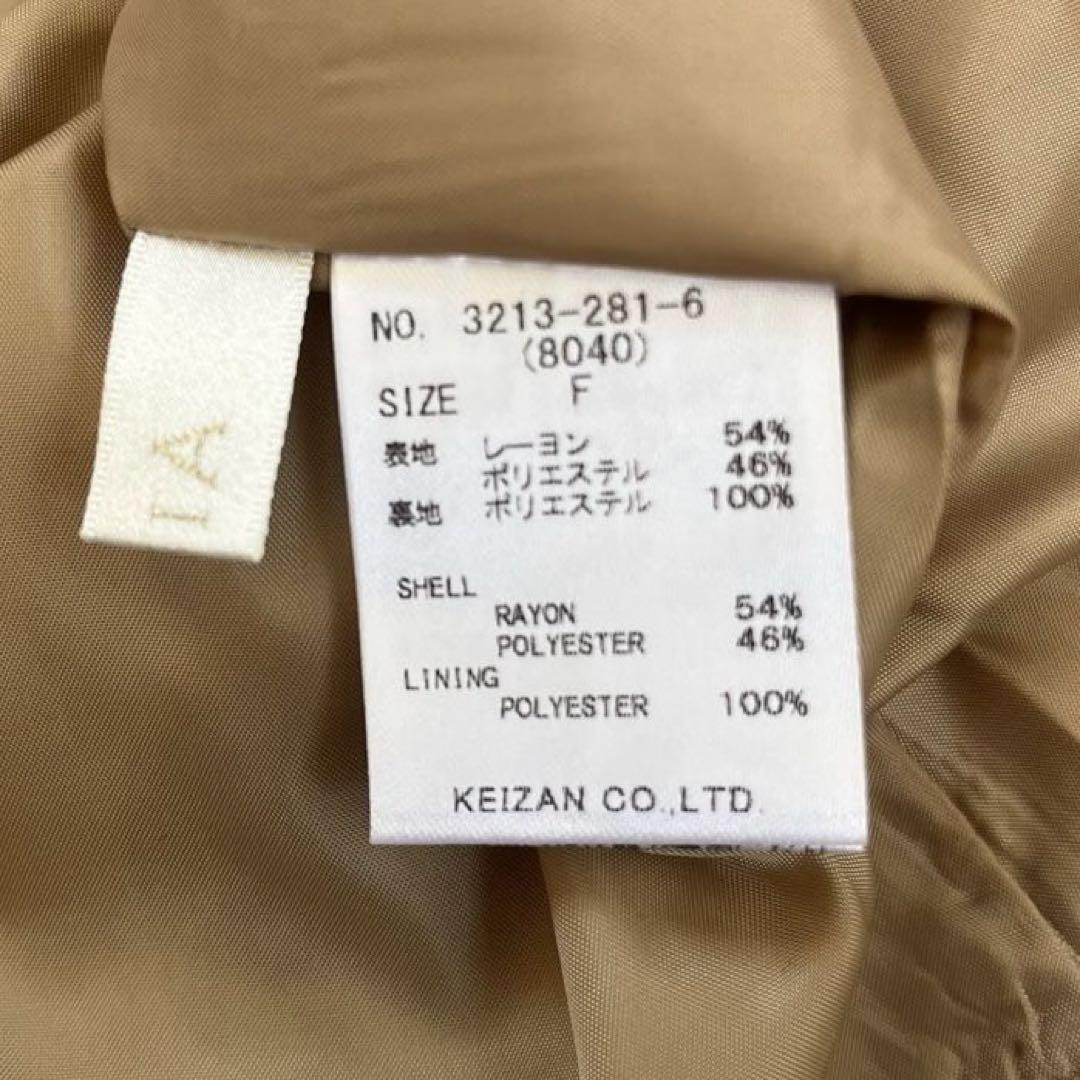 IA
NO. 3213-281-6
(8040)
SIZE F
表地 レーヨン 54%
ポリエステル 46%
裏地 ポリエステル 100%
SHELL
RAYON 54%
POLYESTER 46%
LINING
POLYESTER 100%
KEIZAN CO.,LTD.